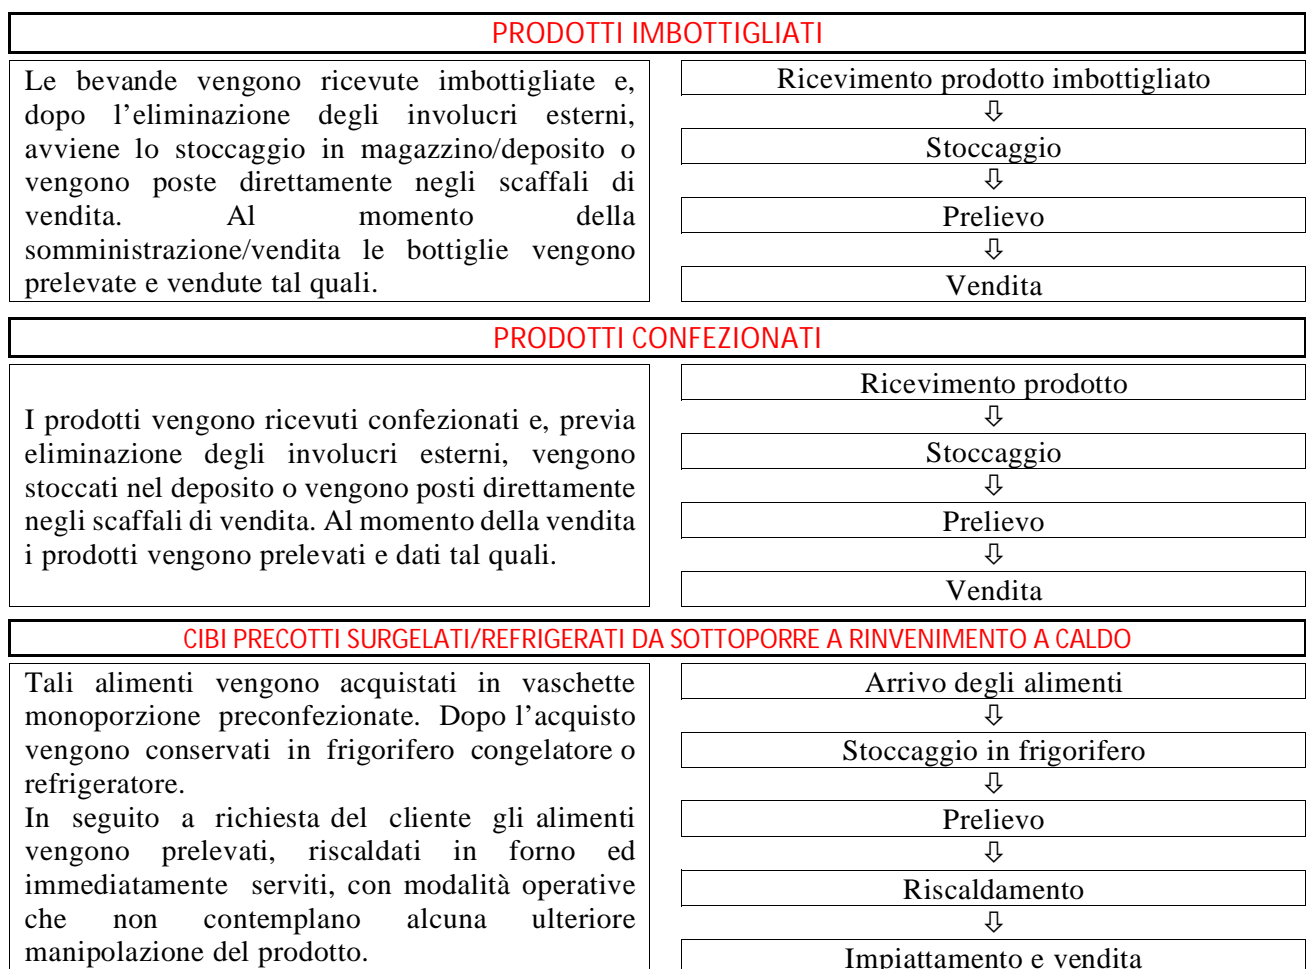 PRODOTTI IMBOTTIGLIATI
Le bevande vengono ricevute imbottigliate e,
dopo l’eliminazione degli involucri esterni,
avviene lo stoccaggio in magazzino/deposito o
vengono poste direttamente negli scaffali di
vendita. Al momento della
somministrazione/vendita le bottiglie vengono
prelevate e vendute tal quali.
Ricevimento prodotto imbottigliato
⇩
Stoccaggio
⇩
Prelievo
⇩
Vendita
PRODOTTI CONFEZIONATI
I prodotti vengono ricevuti confezionati e, previa
eliminazione degli involucri esterni, vengono
stoccati nel deposito o vengono posti direttamente
negli scaffali di vendita. Al momento della vendita
i prodotti vengono prelevati e dati tal quali.
Ricevimento prodotto
⇩
Stoccaggio
⇩
Prelievo
⇩
Vendita
CIBI PRECOTTI SURGELATI/REFRIGERATI DA SOTTOPORRE A RINVENIMENTO A CALDO
Tali alimenti vengono acquistati in vaschette
monoporzione preconfezionate. Dopo l’acquisto
vengono conservati in frigorifero congelatore o
refrigeratore.
In seguito a richiesta del cliente gli alimenti
vengono prelevati, riscaldati in forno ed
immediatamente serviti, con modalità operative
che non contemplano alcuna ulteriore
manipolazione del prodotto.
Arrivo degli alimenti
⇩
Stoccaggio in frigorifero
⇩
Prelievo
⇩
Riscaldamento
⇩
Impiattamento e vendita